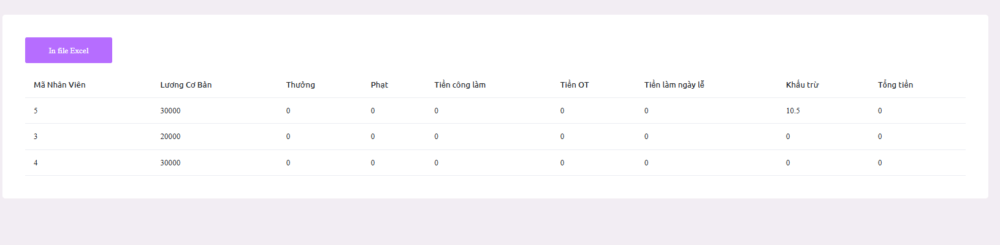 In file Excel
Mã Nhân Viên Lương Cơ Bản Thưởng Phạt Tiền công làm Tiền OT Tiền làm ngày lễ Khấu trừ Tổng tiền
5 30000 0 0 0 0 0 10.5 0
3 20000 0 0 0 0 0 0 0
4 30000 0 0 0 0 0 0 0